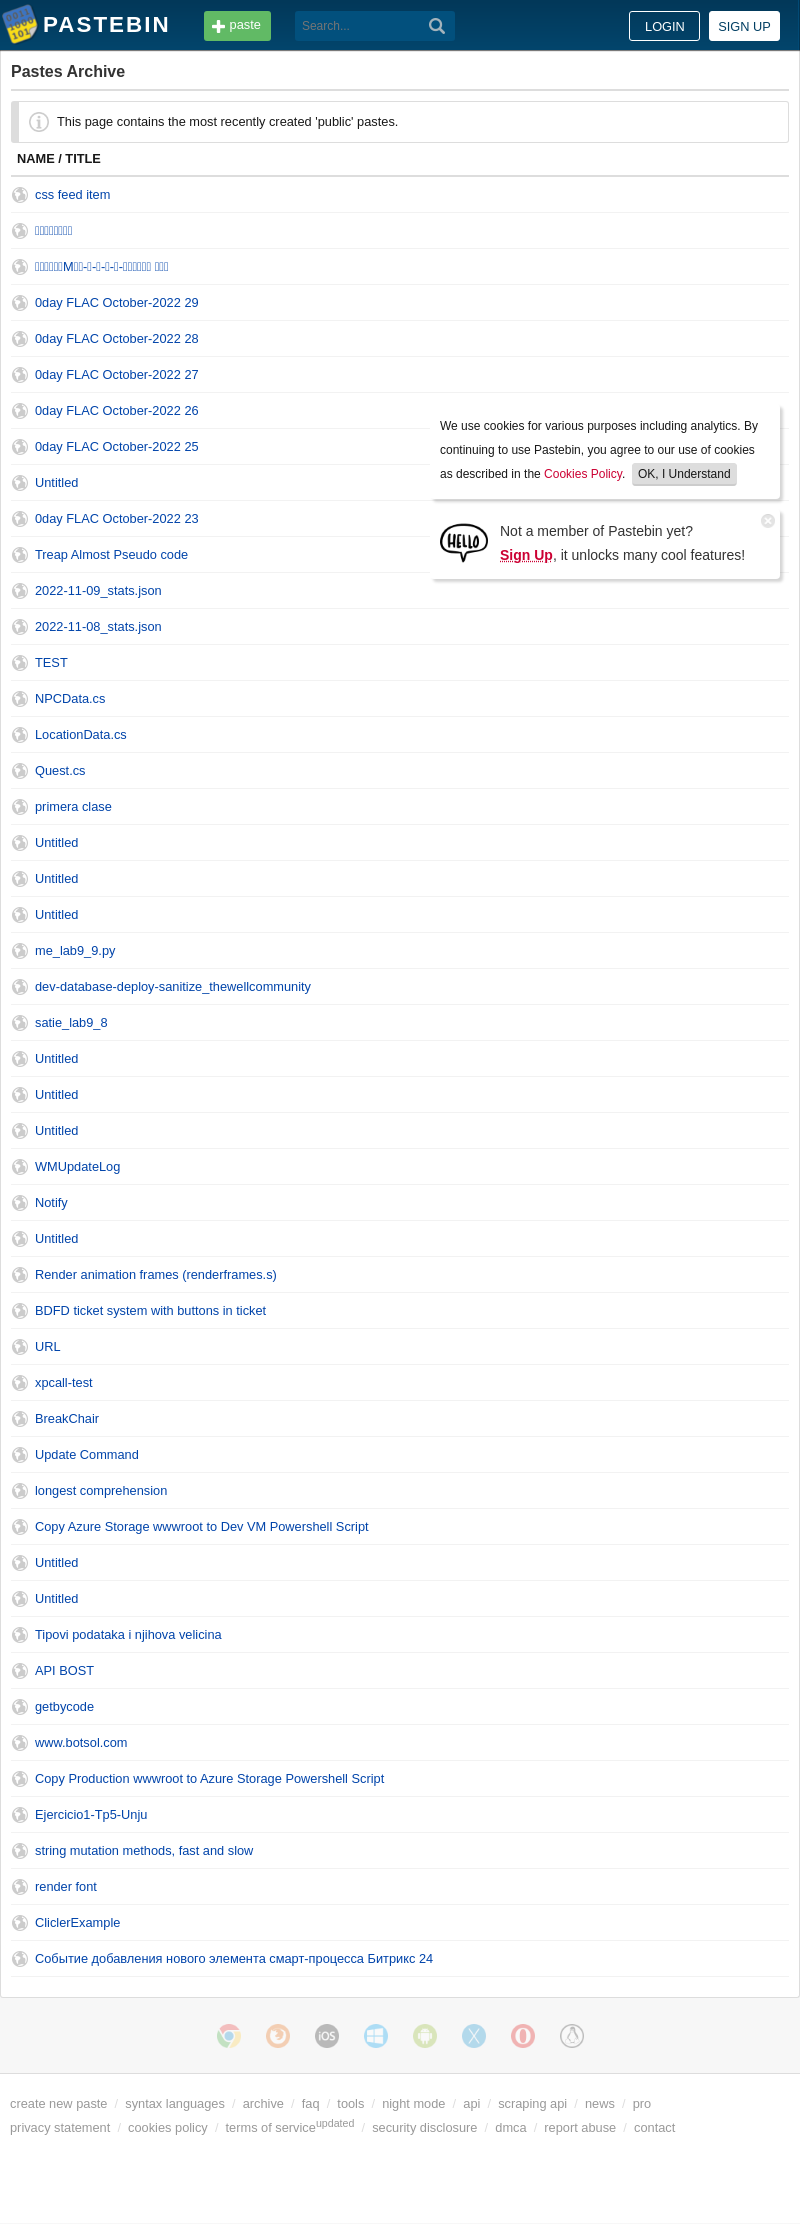 PASTEBIN
paste
Search...
LOGIN
SIGN UP
Pastes Archive
This page contains the most recently created 'public' pastes.
NAME / TITLE
css feed item
0day FLAC October-2022 29
0day FLAC October-2022 28
0day FLAC October-2022 27
0day FLAC October-2022 26
0day FLAC October-2022 25
Untitled
0day FLAC October-2022 23
Treap Almost Pseudo code
We use cookies for various purposes including analytics. By
continuing to use Pastebin, you agree to our use of cookies
as described in the Cookies Policy. OK, I Understand
HELLO
Not a member of Pastebin yet?
Sign Up, it unlocks many cool features!
2022-11-09_stats.json
2022-11-08_stats.json
TEST
NPCData.cs
LocationData.cs
Quest.cs
primera clase
Untitled
Untitled
Untitled
me_lab9_9.py
dev-database-deploy-sanitize_thewellcommunity
satie_lab9_8
Untitled
Untitled
Untitled
WMUpdateLog
Notify
Untitled
Render animation frames (renderframes.s)
BDFD ticket system with buttons in ticket
URL
xpcall-test
BreakChair
Update Command
longest comprehension
Copy Azure Storage wwwroot to Dev VM Powershell Script
Untitled
Untitled
Tipovi podataka i njihova velicina
API BOST
getbycode
www.botsol.com
Copy Production wwwroot to Azure Storage Powershell Script
Ejercicio1-Tp5-Unju
string mutation methods, fast and slow
render font
CliclerExample
Событие добавления нового элемента смарт-процесса Битрикс 24
iOS
create new paste / syntax languages / archive / faq / tools / night mode / api / scraping api / news / pro
privacy statement / cookies policy / terms of serviceupdated / security disclosure / dmca / report abuse / contact